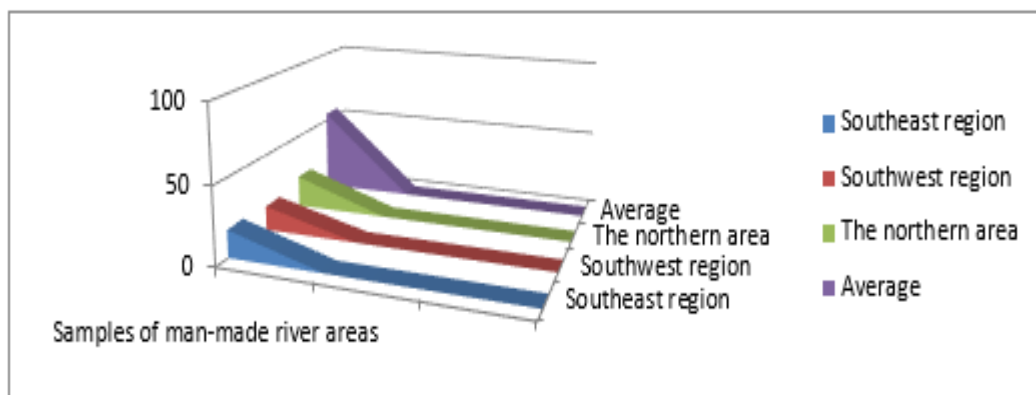 100
50
0
Samples of man-made river areas
Average
The northern area
Southwest region
Southeast region
Southeast region
Southwest region
The northern area
Average